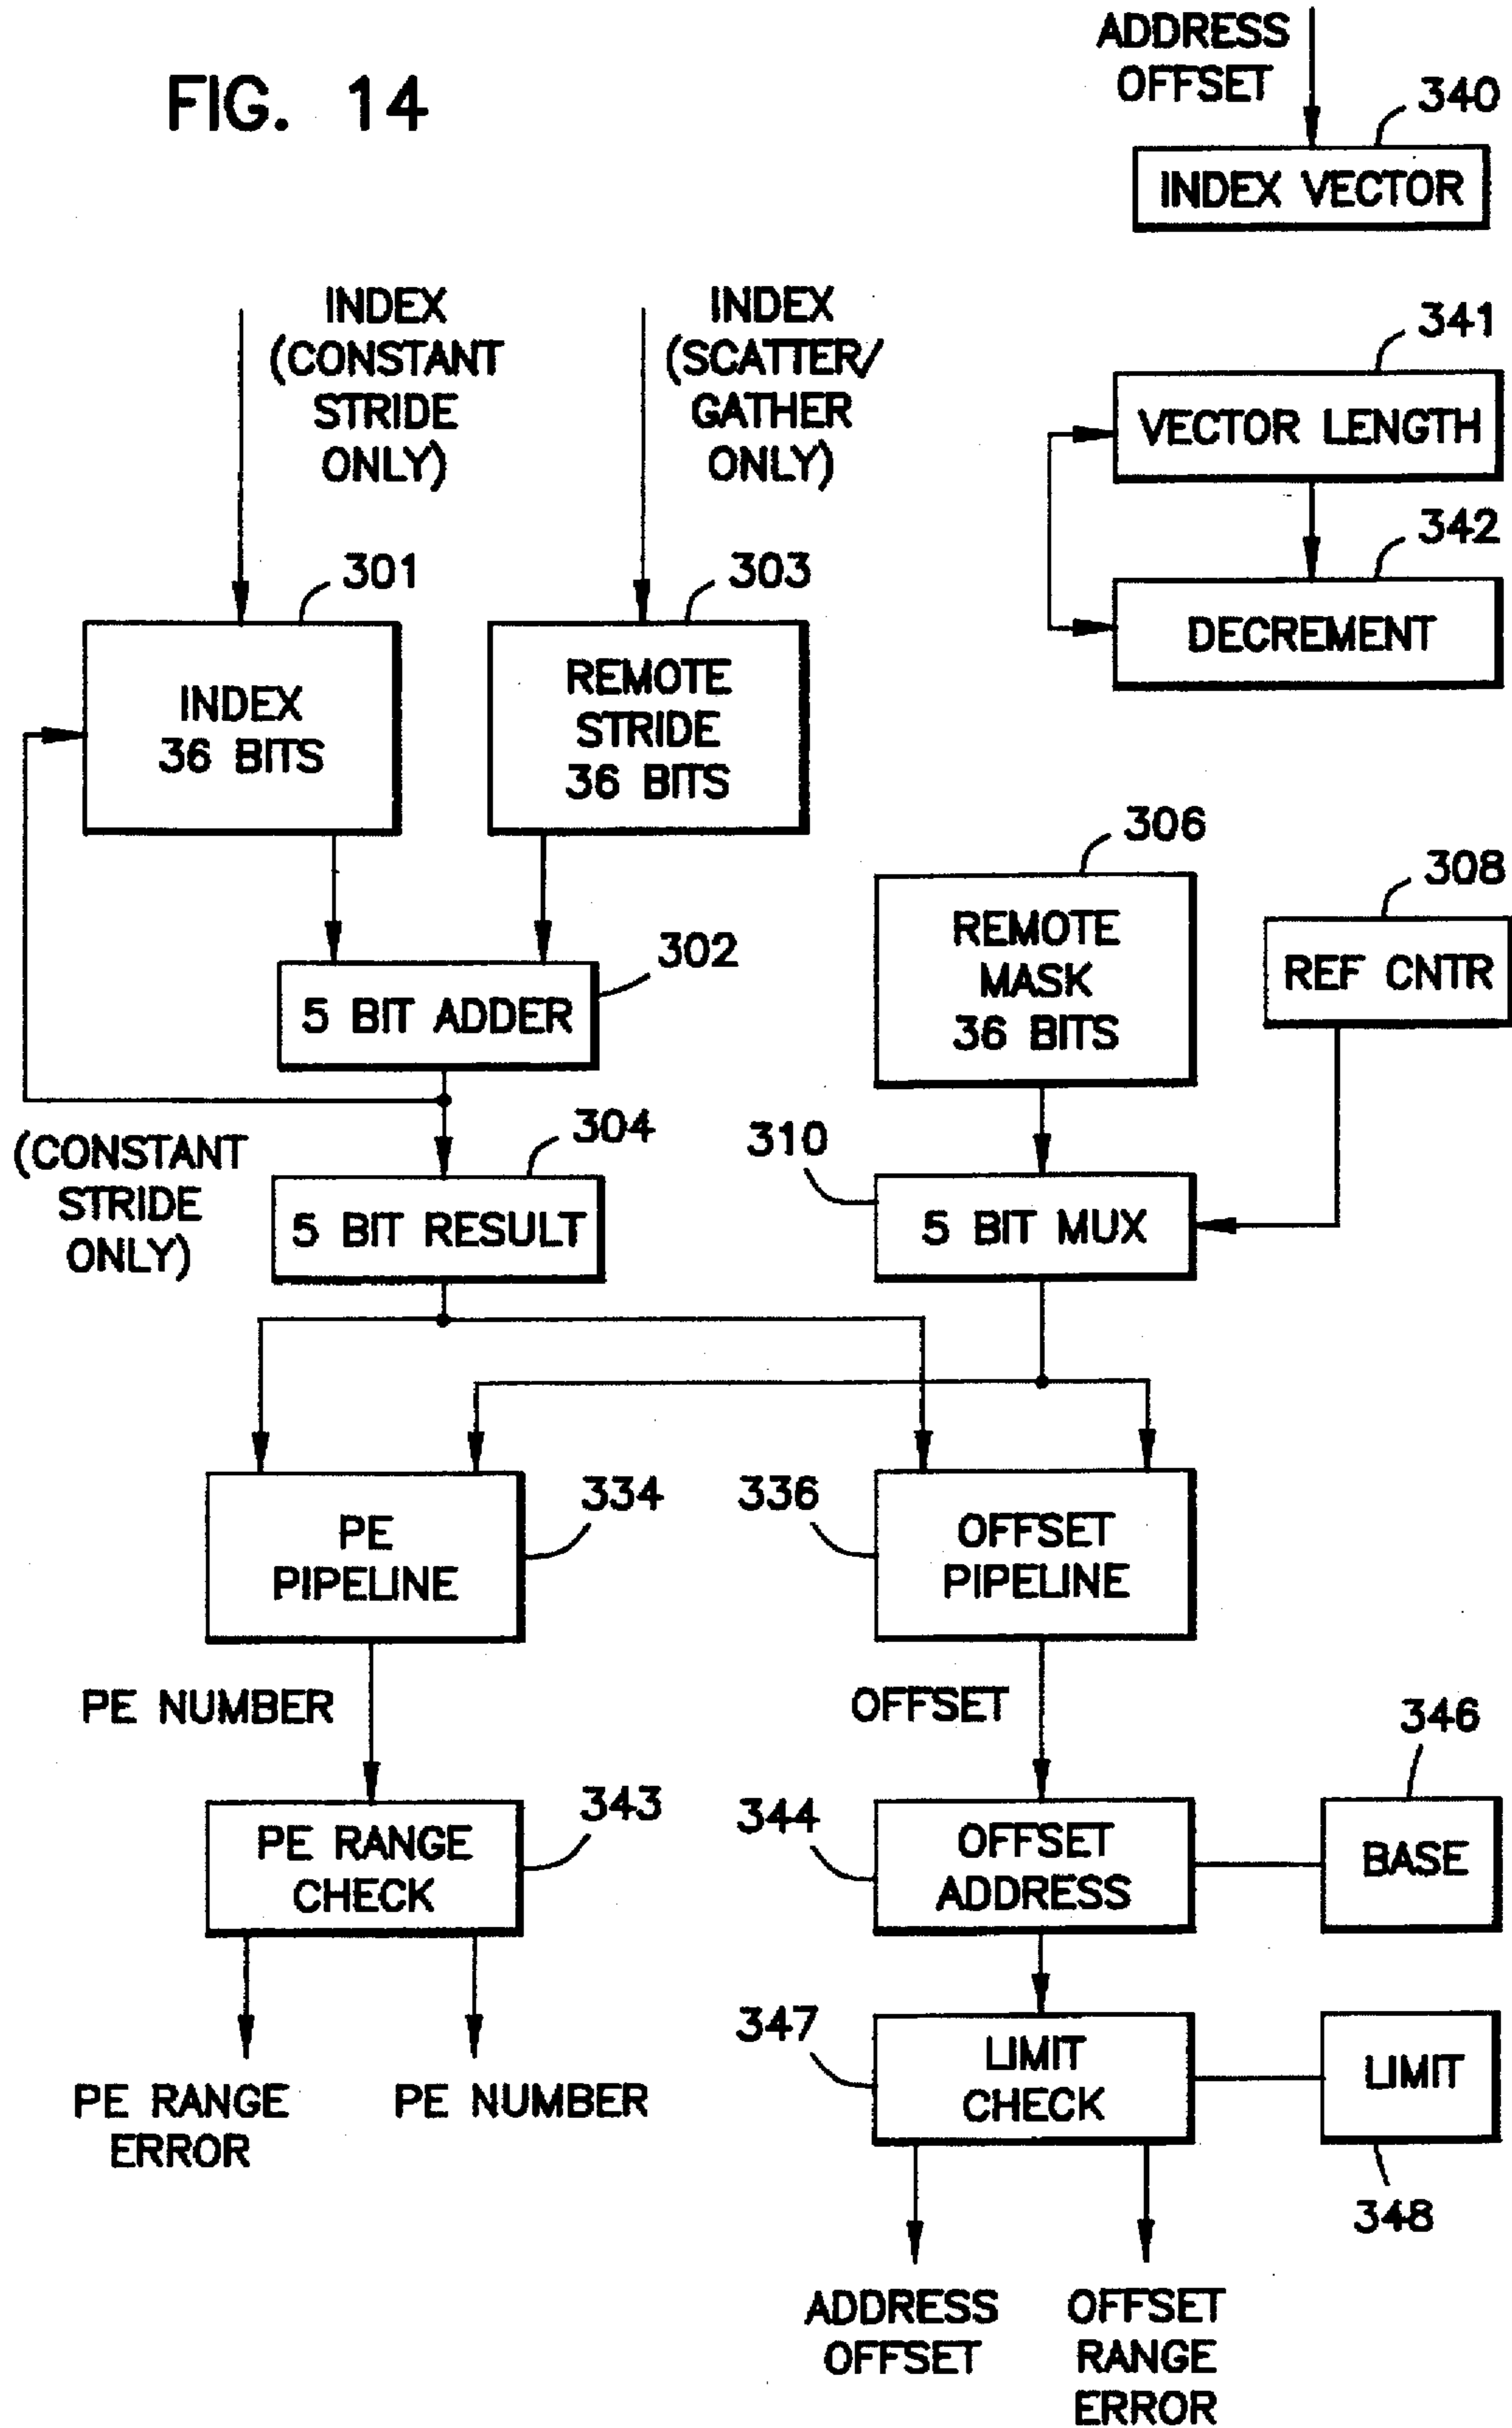 FIG. 14
ADDRESS
OFFSET
340
INDEX VECTOR
INDEX
(CONSTANT
STRIDE
ONLY)
INDEX
(SCATTER/
GATHER
ONLY)
341
VECTOR LENGTH
342
DECREMENT
301
INDEX
36 BITS
303
REMOTE
STRIDE
36 BITS
306
REMOTE
MASK
36 BITS
308
REF CNTR
302
5 BIT ADDER
(CONSTANT
STRIDE
ONLY)
304
5 BIT RESULT
310
5 BIT MUX
PE
PIPELINE
334
336
OFFSET
PIPELINE
PE NUMBER
OFFSET
346
BASE
PE RANGE
CHECK
343
344
OFFSET
ADDRESS
347
LIMIT
CHECK
LIMIT
348
PE RANGE
ERROR
PE NUMBER
ADDRESS
OFFSET
OFFSET
RANGE
ERROR